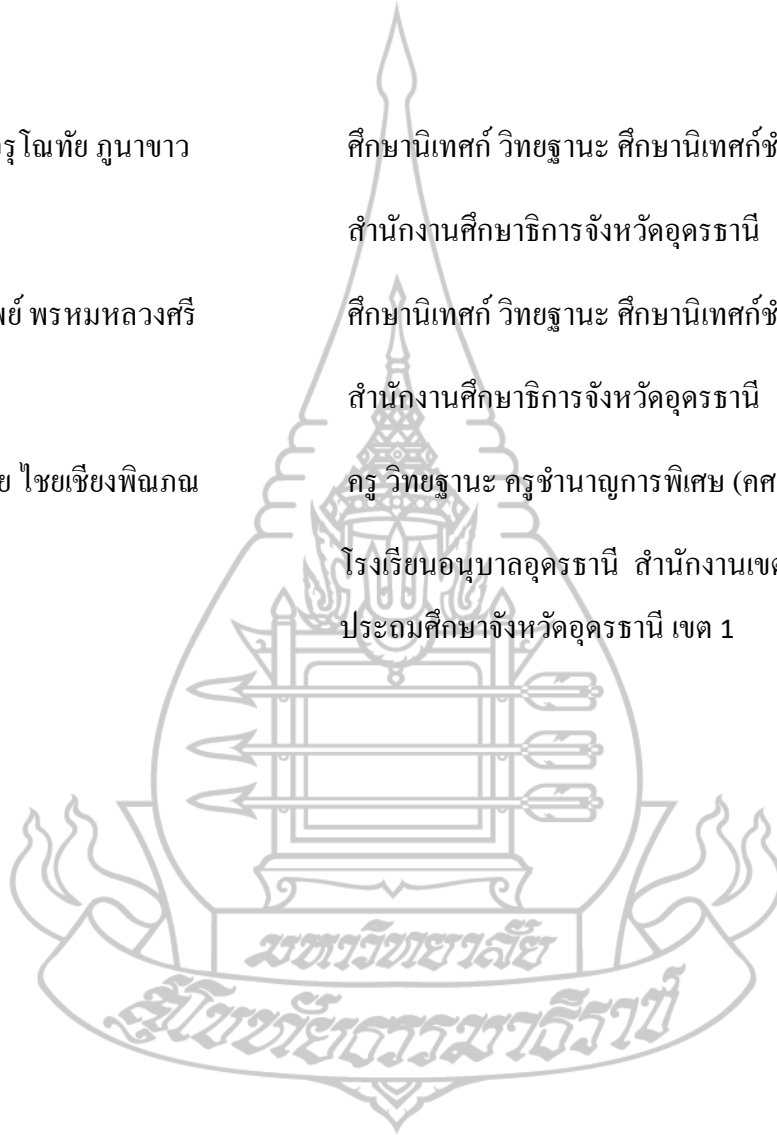 รุโณทัย ภูนาขาว ศึกษานิเทศก์ วิทยฐานะ ศึกษานิเทศก์
สำนักงานศึกษาธิการจังหวัดอุดรธานี
พรหมหลวงศรี ศึกษานิเทศก์ วิทยฐานะ ศึกษานิเทศก์
สำนักงานศึกษาธิการจังหวัดอุดรธานี
ย ไชยเชียงพิณภณ ครู วิทยฐานะ ครูชำนาญการพิเศษ (คศ
โรงเรียนอนุบาลอุดรธานี สำนักงานเขต
ประถมศึกษาจังหวัดอุดรธานี เขต 1
มหาวิทยาลัย
สุโขทัยธรรมาธิราช